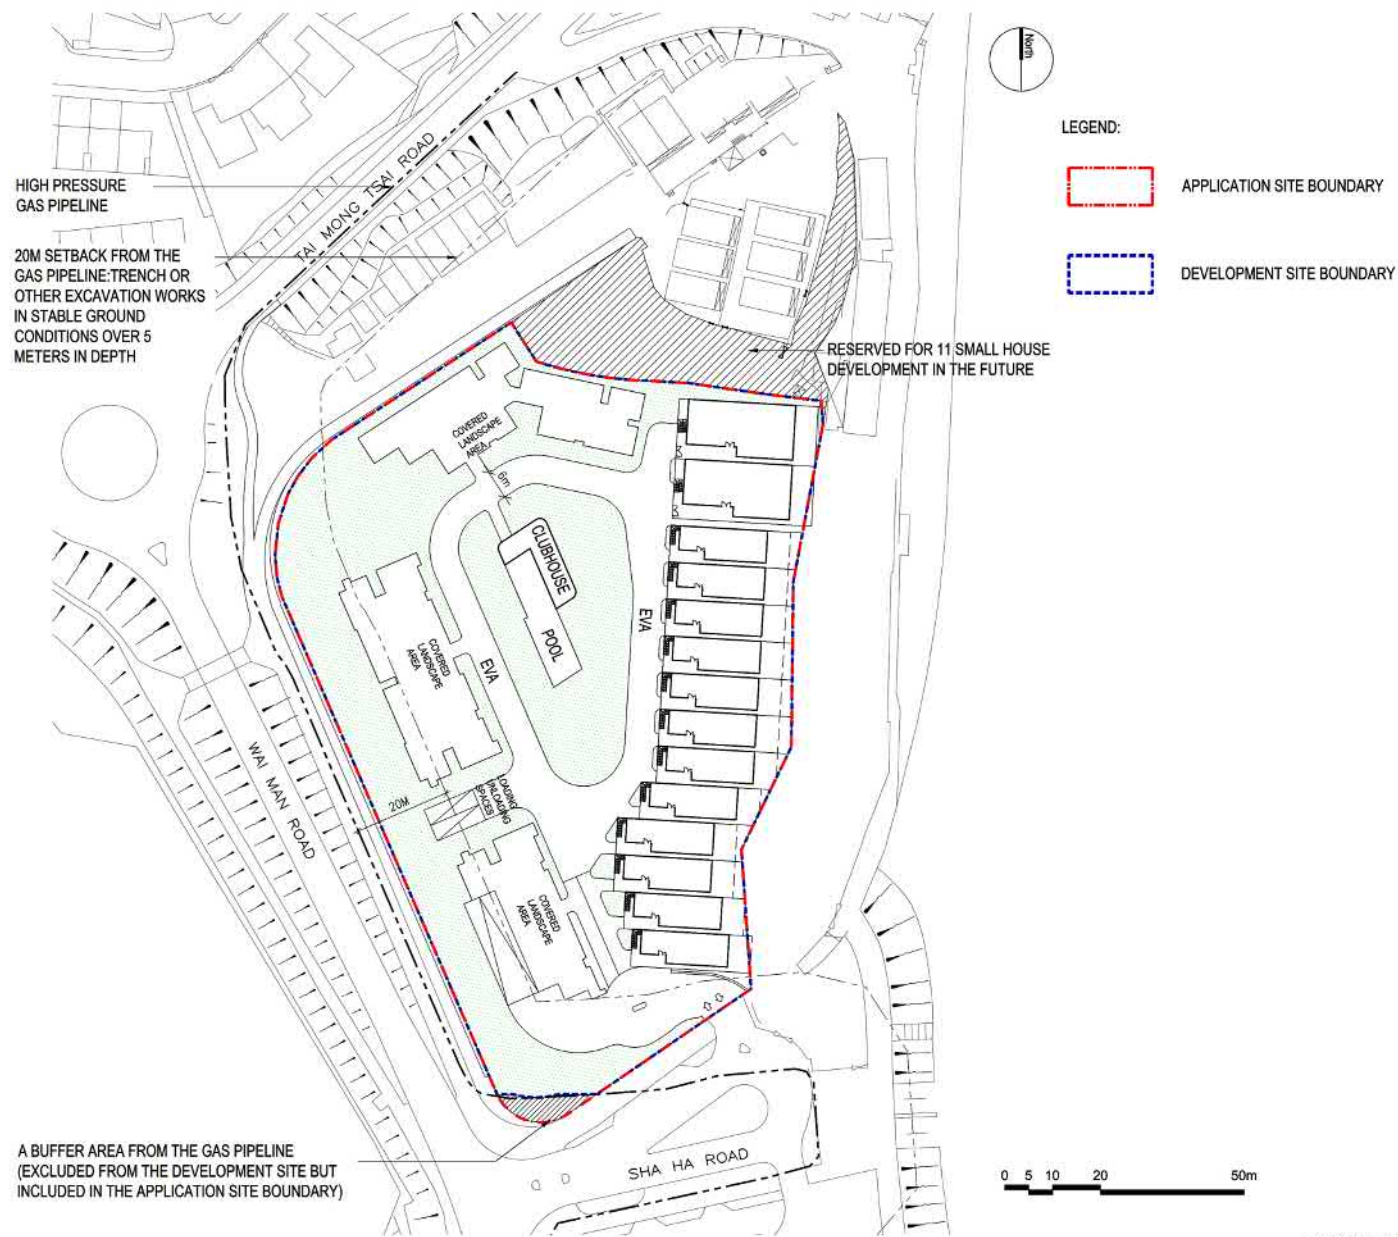 North
LEGEND:
APPLICATION SITE BOUNDARY
DEVELOPMENT SITE BOUNDARY
HIGH PRESSURE
GAS PIPELINE
TAI MONG TSAI ROAD
20M SETBACK FROM THE
GAS PIPELINE:TRENCH OR
OTHER EXCAVATION WORKS
IN STABLE GROUND
CONDITIONS OVER 5
METERS IN DEPTH
RESERVED FOR 11 SMALL HOUSE
DEVELOPMENT IN THE FUTURE
COVERED
LANDSCAPE
AREA
6m
CLUBHOUSE
POOL
EVA
EVA
COVERED
LANDSCAPE
AREA
WAI MAN ROAD
20M
LOADING
UNLOADING
SPACES
COVERED
LANDSCAPE
AREA
A BUFFER AREA FROM THE GAS PIPELINE
(EXCLUDED FROM THE DEVELOPMENT SITE BUT
INCLUDED IN THE APPLICATION SITE BOUNDARY)
SHA HA ROAD
0 5 10 20 50m